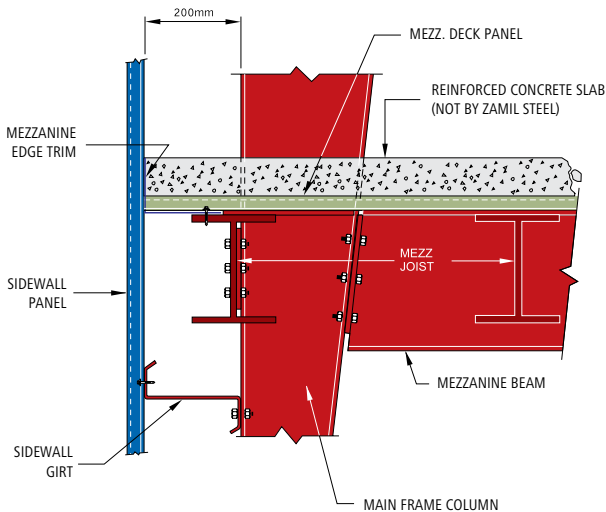 200mm
MEZZ. DECK PANEL
REINFORCED CONCRETE SLAB
(NOT BY ZAMIL STEEL)
MEZZANINE
EDGE TRIM
MEZZ
JOIST
SIDEWALL
PANEL
MEZZANINE BEAM
SIDEWALL
GIRT
MAIN FRAME COLUMN